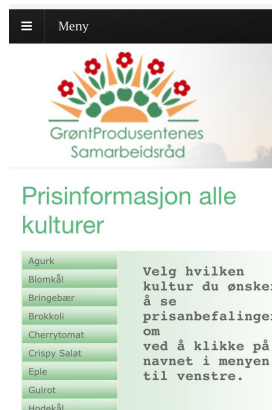 Meny
GrøntProdusentenes
Samarbeidsråd
Prisinformasjon alle
kulturer
Agurk
Blomkål
Bringebær
Brokkoli
Cherrytomat
Crispy Salat
Eple
Gulrot
Hodekål
Velg hvilken
kultur du ønsker
å se
prisanbefalinger
om
ved å klikke på
navnet i menyen
til venstre.